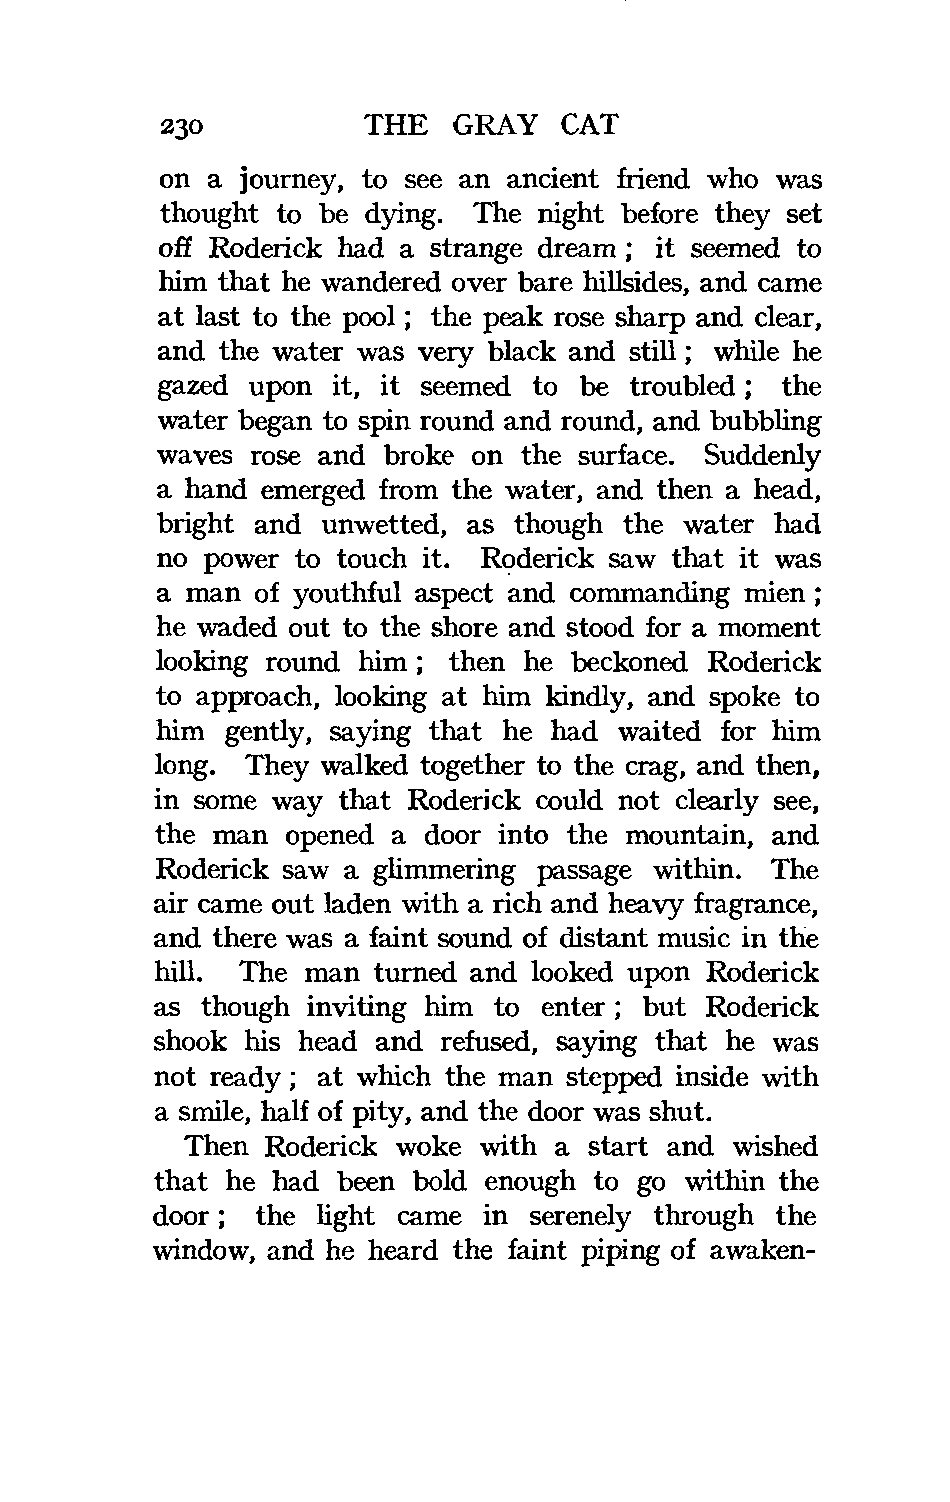 230 THE GRAY CAT
on a journey, to see an ancient friend who was
thought to be dying. The night before they set
off Roderick had a strange dream ; it seemed to
him that he wandered over bare hillsides, and came
at last to the pool ; the peak rose sharp and clear,
and the water was very black and still ; while he
gazed upon it, it seemed to be troubled ; the
water began to spin round and round, and bubbling
waves rose and broke on the surface. Suddenly
a hand emerged from the water, and then a head,
bright and unwetted, as though the water had
no power to touch it. Roderick saw that it was
a man of youthful aspect and commanding mien ;
he waded out to the shore and stood for a moment
looking round him ; then he beckoned Roderick
to approach, looking at him kindly, and spoke to
him gently, saying that he had waited for him
long. They walked together to the crag, and then,
in some way that Roderick could not clearly see,
the man opened a door into the mountain, and
Roderick saw a glimmering passage within. The
air came out laden with a rich and heavy fragrance,
and there was a faint sound of distant music in the
hill. The man turned and looked upon Roderick
as though inviting him to enter ; but Roderick
shook his head and refused, saying that he was
not ready ; at which the man stepped inside with
a smile, half of pity, and the door was shut.
Then Roderick woke with a start and wished
that he had been bold enough to go within the
door ; the light came in serenely through the
window, and he heard the faint piping of awaken-